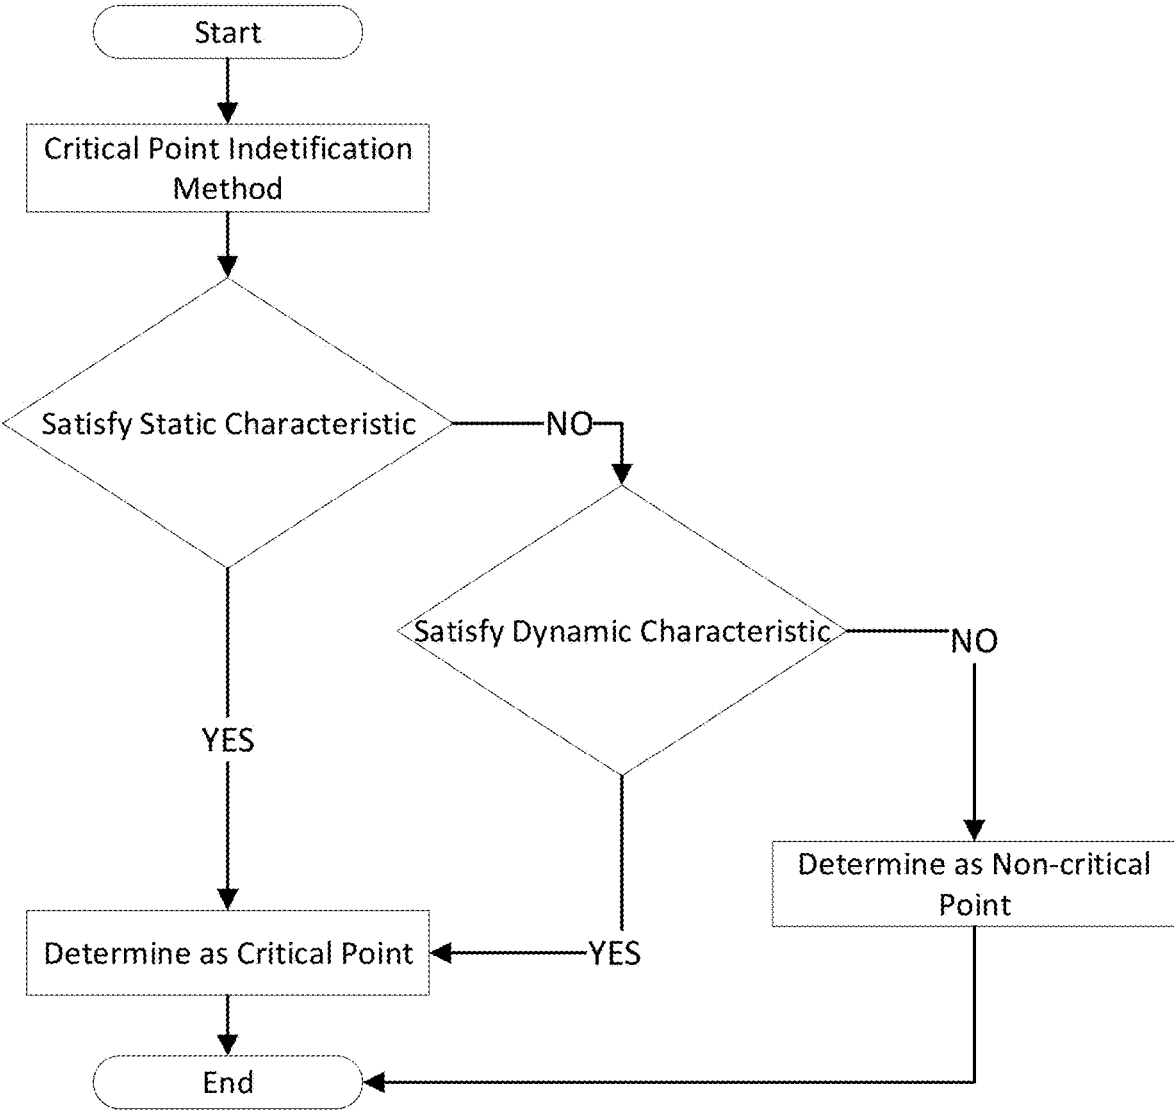 Start
Critical Point Indetification
Method
Satisfy Static Characteristic
NO
Satisfy Dynamic Characteristic
NO
YES
Determine as Non-critical
Point
Determine as Critical Point
YES
End